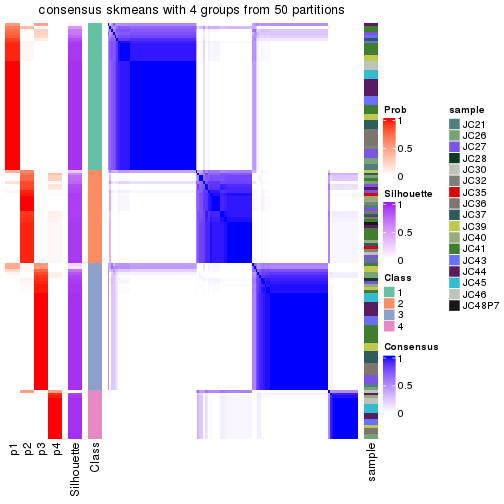 consensus skmeans with 4 groups from 50 partitions
Prob
1
0.5
0
Silhouette
1
0.5
0
Class
1
2
3
4
Consensus
1
0.5
0
sample
JC21
JC26
JC27
JC28
JC30
JC32
JC35
JC36
JC37
JC39
JC40
JC41
JC43
JC44
JC45
JC46
JC48P7
p1
p2
p3
p4
Silhouette
Class
sample